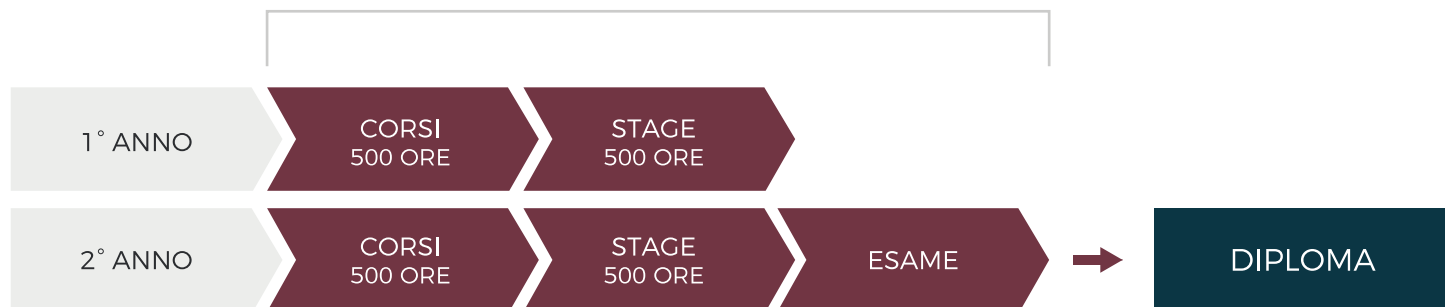 1° ANNO
CORSI
500 ORE
STAGE
500 ORE
2° ANNO
CORSI
500 ORE
STAGE
500 ORE
ESAME
DIPLOMA